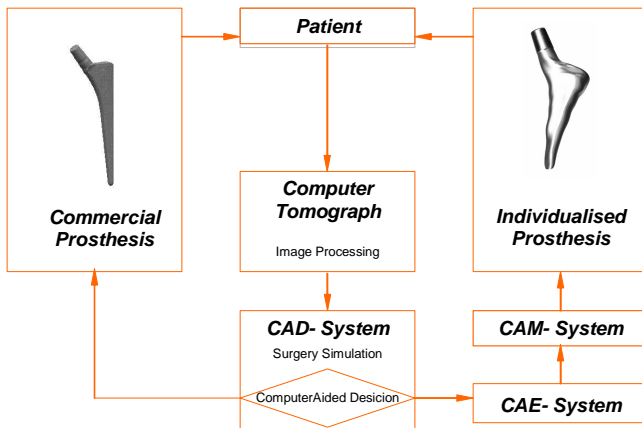 Patient
Commercial
Prosthesis
Computer
Tomograph
Image Processing
Individualised
Prosthesis
CAD- System
Surgery Simulation
ComputerAided Desicion
CAM- System
CAE- System